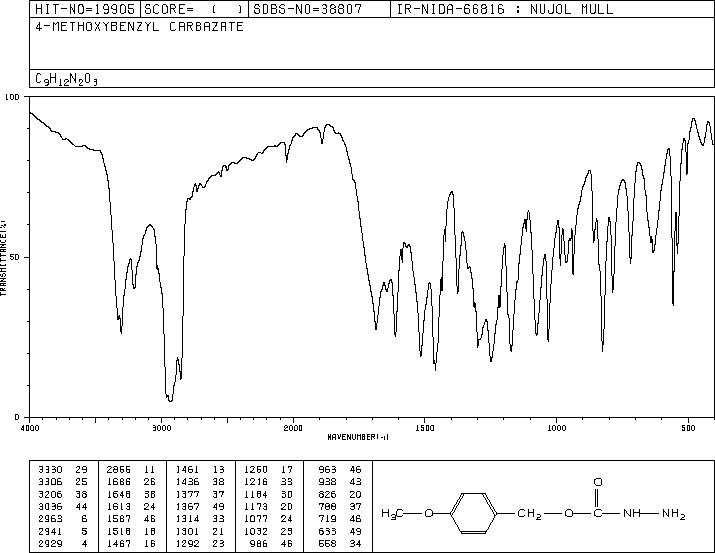 HIT-NO=19905 SCORE= ( ) SDBS-NO=38807 IR-NIDA-66816 : NUJOL MULL
4-METHOXYBENZYL CARBAZATE
C9H12N2O3
100
50
0
TRANSMITTANCE(%)
4000 3000 2000 1500 1000 500
WAVENUMBER(-1)
3330 29 2855 11 1461 13 1250 17 963 46
3306 25 1686 26 1436 38 1216 33 938 43
3206 38 1648 38 1377 37 1184 30 826 20
3036 44 1613 24 1367 49 1173 20 788 37
2963 6 1587 46 1314 33 1077 24 719 46
2941 5 1518 18 1301 21 1032 23 633 49
2929 4 1467 16 1292 23 986 46 558 34
O
H3C O CH2 O C NH NH2